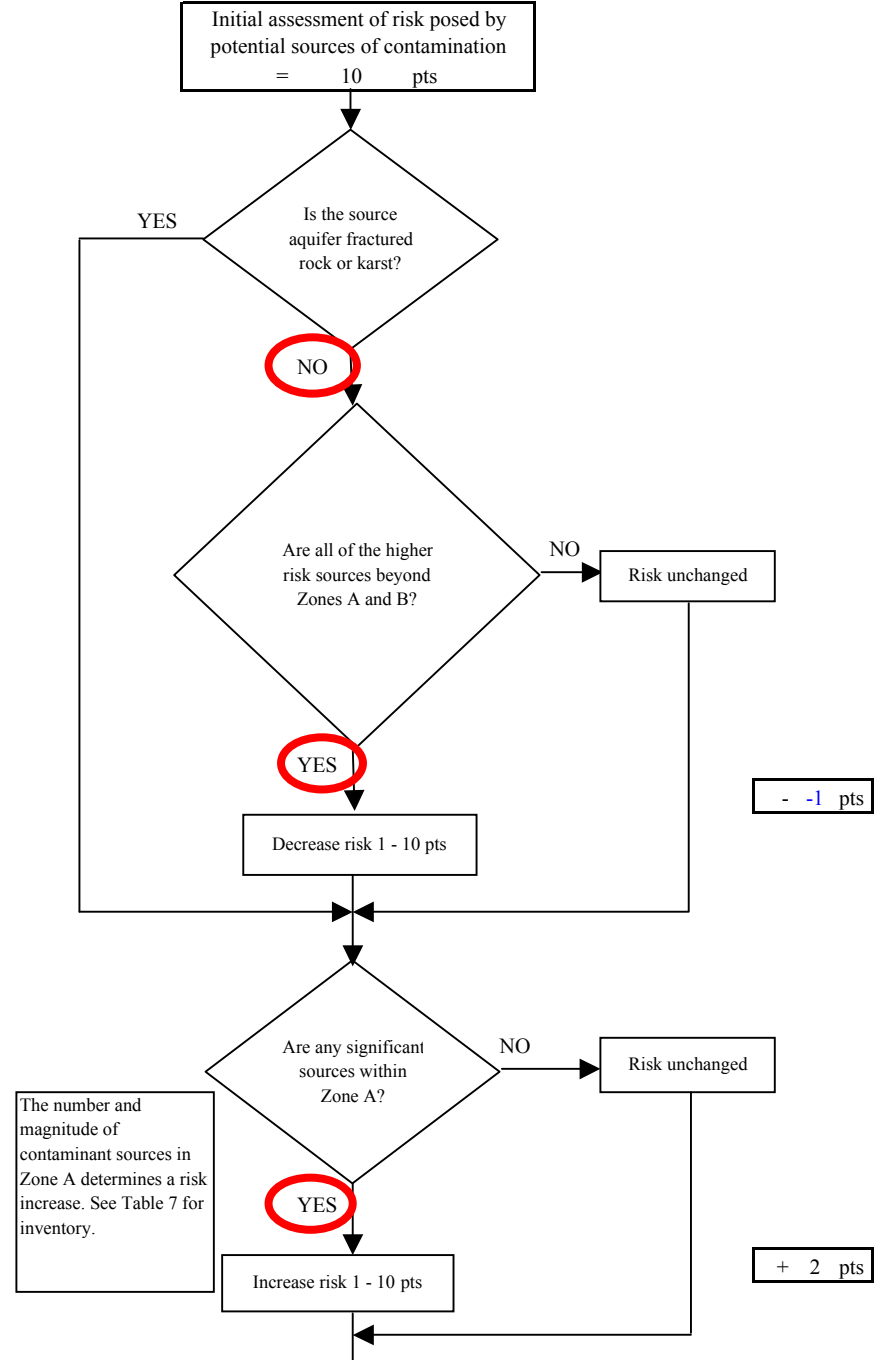 Initial assessment of risk posed by
potential sources of contamination
= 10 pts
YES
Is the source
aquifer fractured
rock or karst?
NO
Are all of the higher
risk sources beyond
Zones A and B?
NO
Risk unchanged
YES
- -1 pts
Decrease risk 1 - 10 pts
Are any significant
sources within
Zone A?
NO
Risk unchanged
The number and
magnitude of
contaminant sources in
Zone A determines a risk
increase. See Table 7 for
inventory.
YES
+ 2 pts
Increase risk 1 - 10 pts